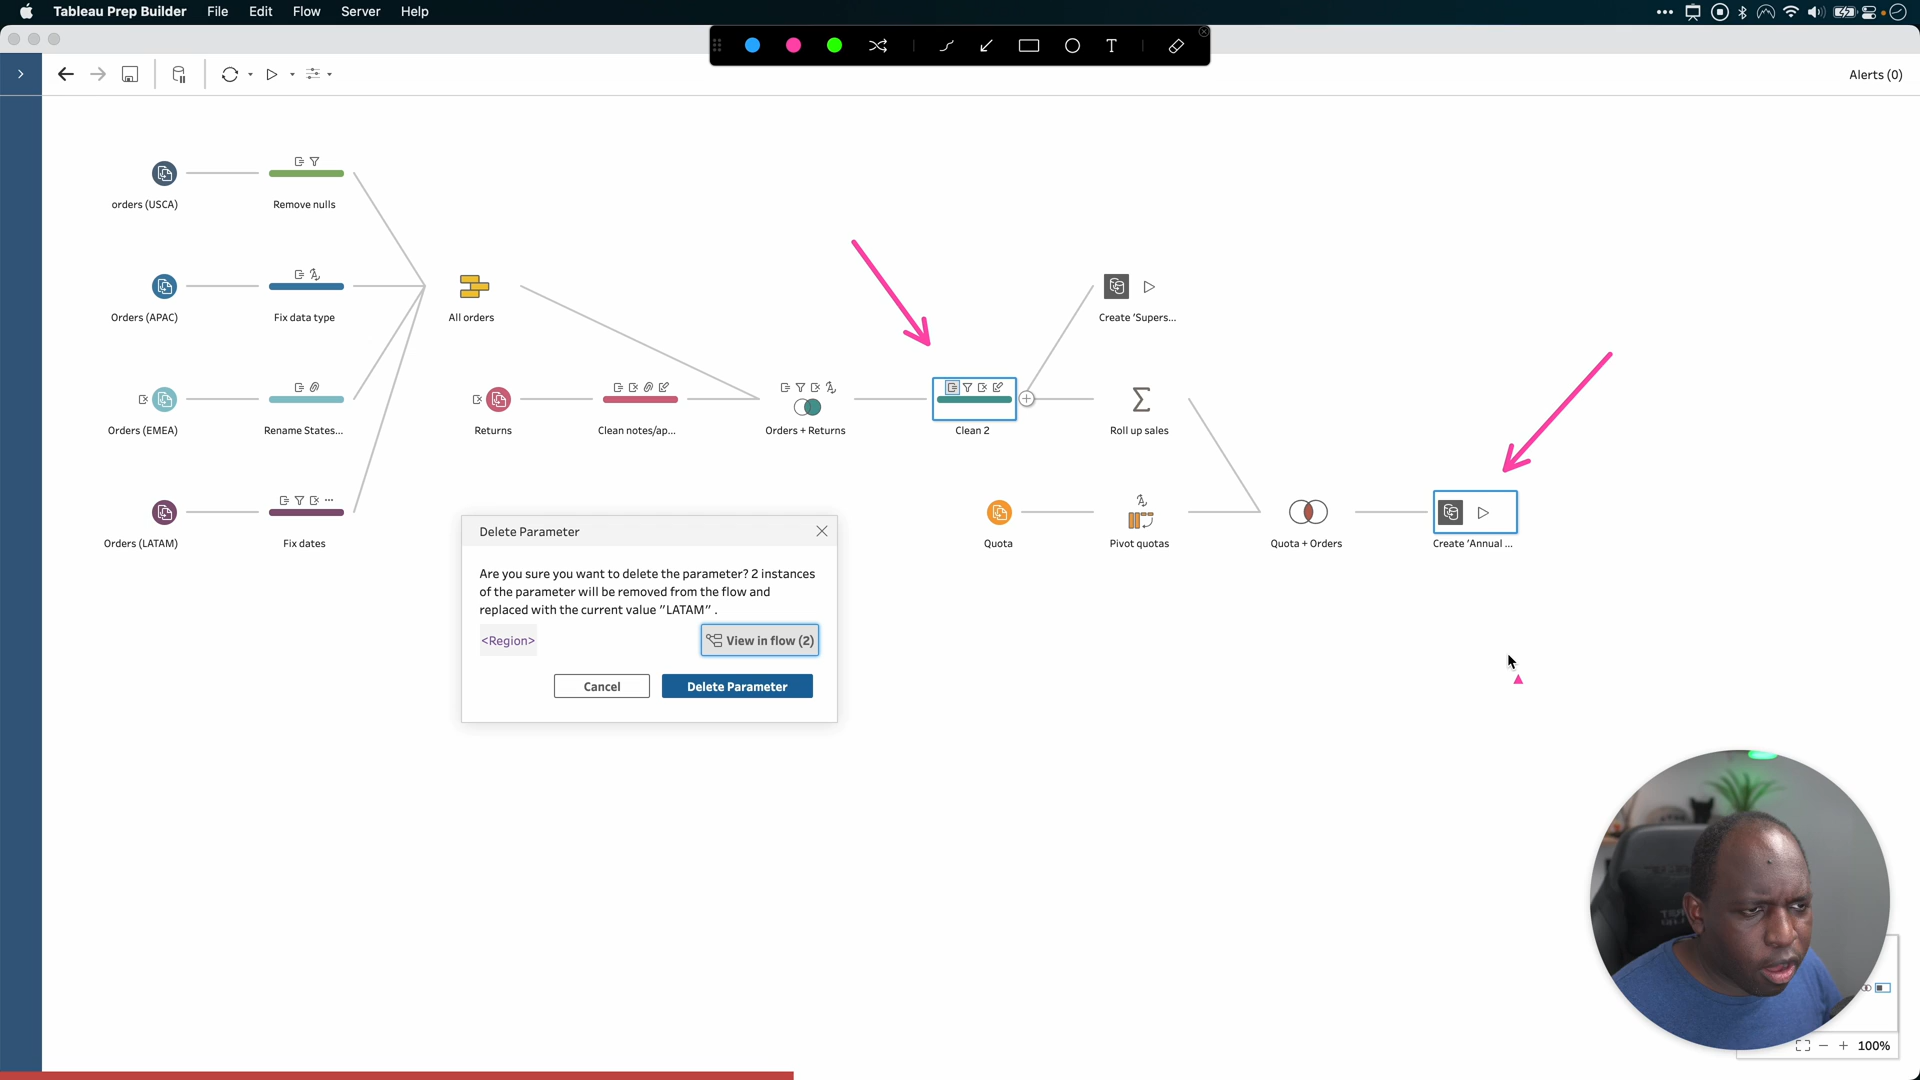 Tableau Prep Builder File Edit Flow Server Help
T
Alerts (0)
orders (USCA)
Remove nulls
Orders (APAC)
Fix data type
All orders
Create ‘Supers...
Orders (EMEA)
Rename States...
Returns
Clean notes/ap...
Orders + Returns
Clean 2
Roll up sales
Orders (LATAM)
Fix dates
Quota
Pivot quotas
Quota + Orders
Create ‘Annual ...
Delete Parameter
Are you sure you want to delete the parameter? 2 instances
of the parameter will be removed from the flow and
replaced with the current value “LATAM” .
<Region>
View in flow (2)
Cancel
Delete Parameter
100%